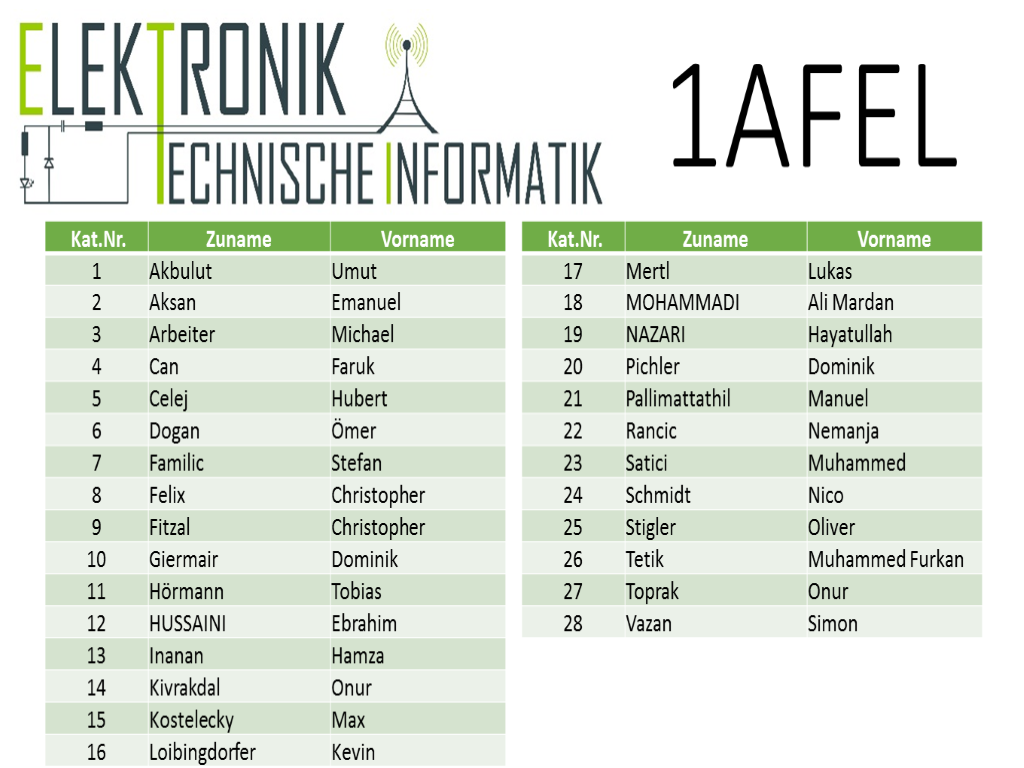 ELEKTRONIK
TECHNISCHE INFORMATIK
1AFEL
Kat.Nr. Zuname Vorname
1 Akbulut Umut
2 Aksan Emanuel
3 Arbeiter Michael
4 Can Faruk
5 Celej Hubert
6 Dogan Ömer
7 Familic Stefan
8 Felix Christopher
9 Fitzal Christopher
10 Giermair Dominik
11 Hörmann Tobias
12 HUSSAINI Ebrahim
13 Inanan Hamza
14 Kivrakdal Onur
15 Kostelecky Max
16 Loibingdorfer Kevin
Kat.Nr. Zuname Vorname
17 Mertl Lukas
18 MOHAMMADI Ali Mardan
19 NAZARI Hayatullah
20 Pichler Dominik
21 Pallimattathil Manuel
22 Rancic Nemanja
23 Satici Muhammed
24 Schmidt Nico
25 Stigler Oliver
26 Tetik Muhammed Furkan
27 Toprak Onur
28 Vazan Simon